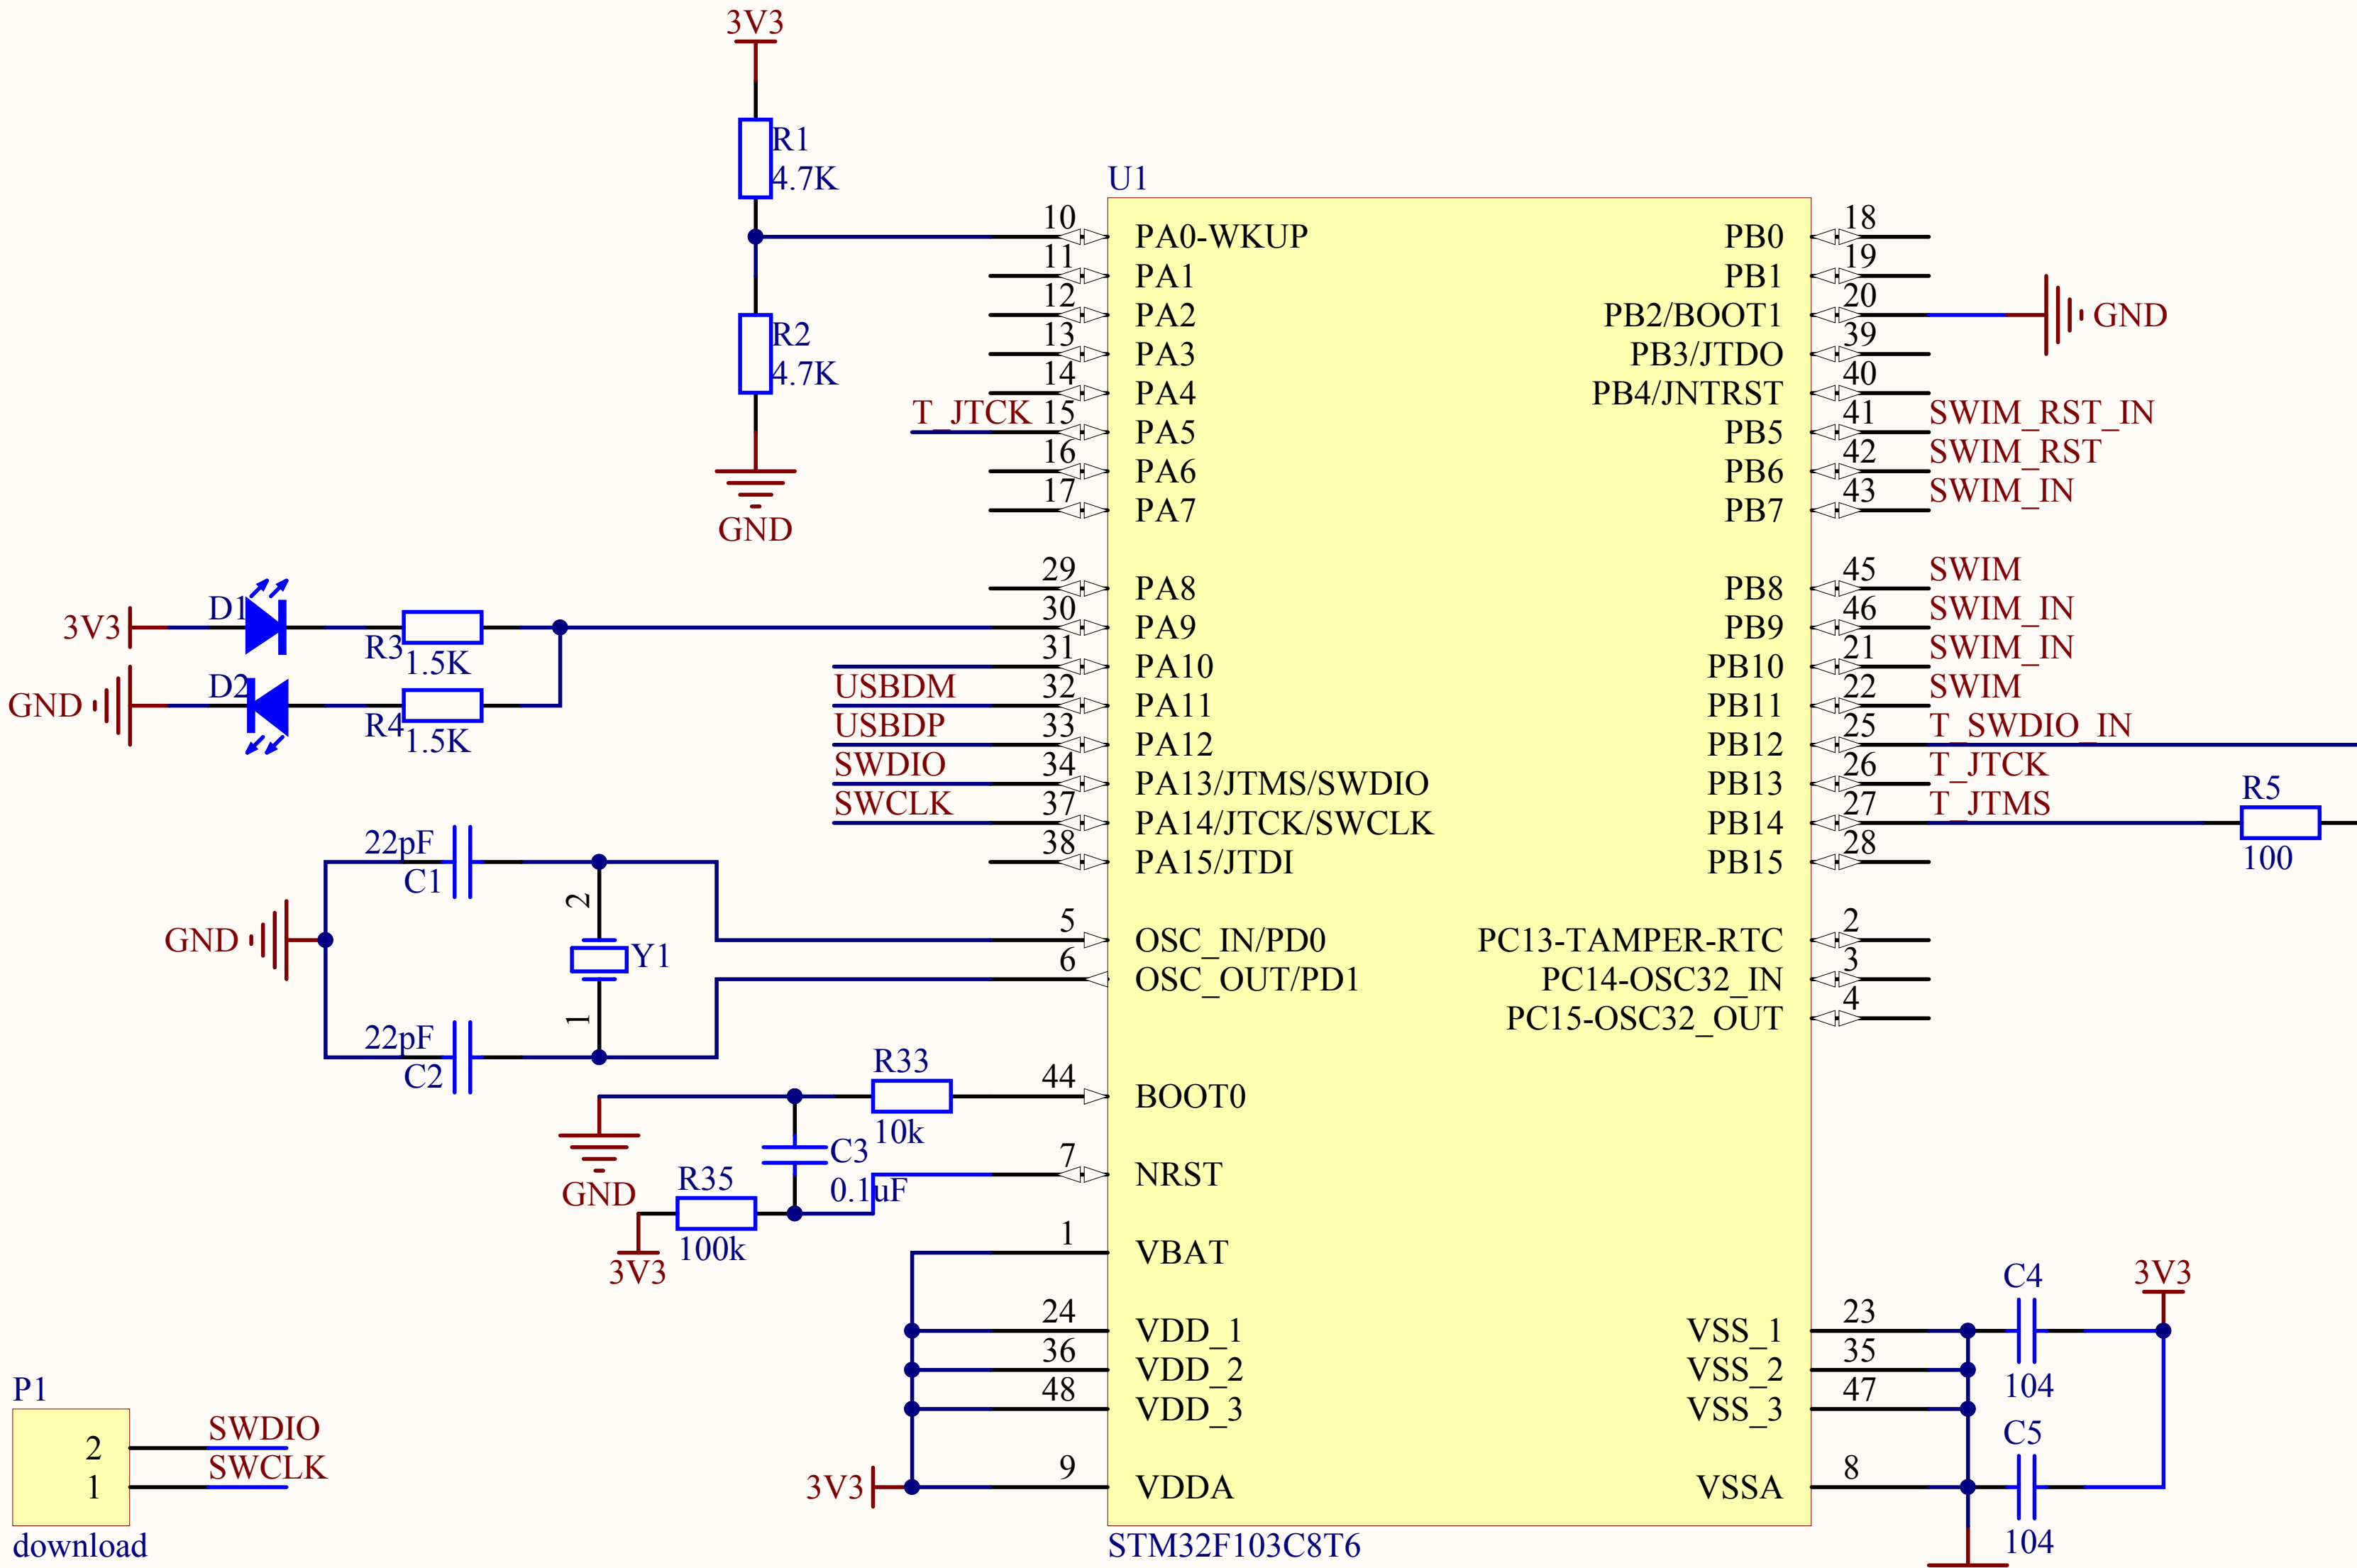 3V3
R1
4.7K
R2
4.7K
GND
3V3
D1
R3
1.5K
GND
D2
R4
1.5K
22pF
C1
GND
2
Y1
1
22pF
C2
R33
10k
C3
0.1uF
GND
R35
100k
3V3
3V3
P1
2 SWDIO
1 SWCLK
download
U1
10 PA0-WKUP
11 PA1
12 PA2
13 PA3
14 PA4
T_JTCK 15 PA5
16 PA6
17 PA7
29 PA8
30 PA9
31 PA10
USBDM 32 PA11
USBDP 33 PA12
SWDIO 34 PA13/JTMS/SWDIO
SWCLK 37 PA14/JTCK/SWCLK
38 PA15/JTDI
5 OSC_IN/PD0
6 OSC_OUT/PD1
44 BOOT0
7 NRST
1 VBAT
24 VDD_1
36 VDD_2
48 VDD_3
9 VDDA
STM32F103C8T6
PB0 18
PB1 19
PB2/BOOT1 20 GND
PB3/JTDO 39
PB4/JNTRST 40
PB5 41 SWIM_RST_IN
PB6 42 SWIM_RST
PB7 43 SWIM_IN
PB8 45 SWIM
PB9 46 SWIM_IN
PB10 21 SWIM_IN
PB11 22 SWIM
PB12 25 T_SWDIO_IN
PB13 26 T_JTCK
PB14 27 T_JTMS
PB15 28
R5
100
PC13-TAMPER-RTC 2
PC14-OSC32_IN 3
PC15-OSC32_OUT 4
VSS_1 23
VSS_2 35
VSS_3 47
VSSA 8
C4
104
3V3
C5
104